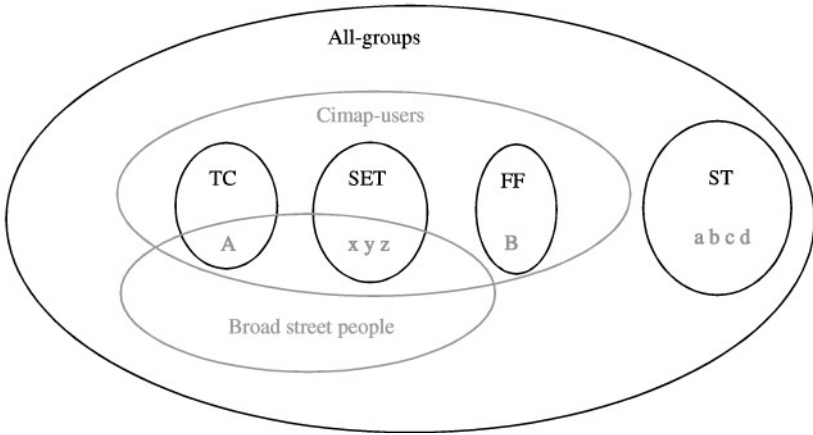 All-groups
Cimap-users
TC SET FF ST
A x y z B a b c d
Broad street people